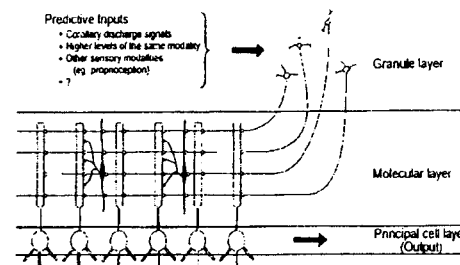 Predictive Inputs
• Corollary discharge signals
• Higher levels of the same modality
• Other sensory modalities
(eg. proprioception)
• ?
Granule layer
Molecular layer
Principal cell laye
(Output)